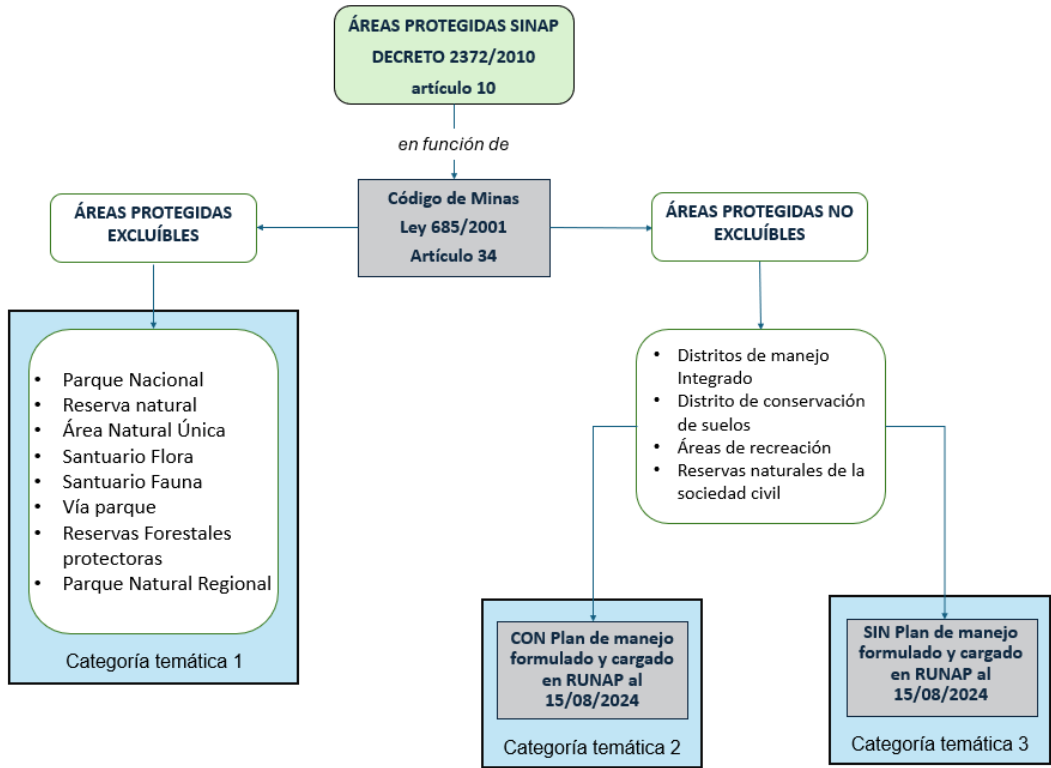 ÁREAS PROTEGIDAS SINAP
DECRETO 2372/2010
artículo 10
en función de
Código de Minas
Ley 685/2001
Artículo 34
ÁREAS PROTEGIDAS
EXCLUÍBLES
ÁREAS PROTEGIDAS NO
EXCLUÍBLES
• Parque Nacional
• Reserva natural
• Área Natural Única
• Santuario Flora
• Santuario Fauna
• Vía parque
• Reservas Forestales
protectoras
• Parque Natural Regional
Categoría temática 1
• Distritos de manejo
Integrado
• Distrito de conservación
de suelos
• Áreas de recreación
• Reservas naturales de la
sociedad civil
CON Plan de manejo
formulado y cargado
en RUNAP al
15/08/2024
Categoría temática 2
SIN Plan de manejo
formulado y cargado
en RUNAP al
15/08/2024
Categoría temática 3